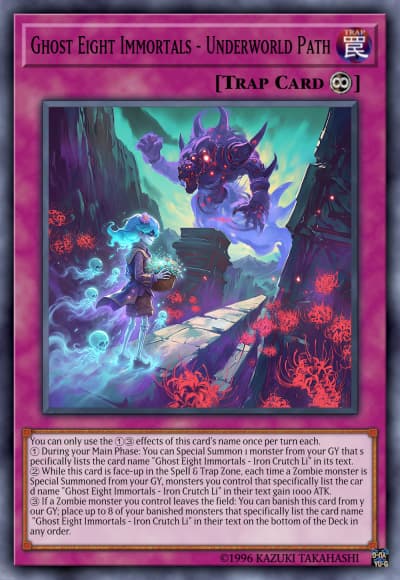 Ghost Eight Immortals - Underworld Path
TRAP
罠
[Trap Card ]
You can only use the ①③ effects of this card's name once per turn each.
① During your Main Phase: You can Special Summon 1 monster from your GY that s
pecifically lists the card name "Ghost Eight Immortals - Iron Crutch Li" in its text.
② While this card is face-up in the Spell & Trap Zone, each time a Zombie monster is
Special Summoned from your GY, monsters you control that specifically list the car
d name "Ghost Eight Immortals - Iron Crutch Li" in their text gain 1000 ATK.
③ If a Zombie monster you control leaves the field: You can banish this card from y
our GY; place up to 8 of your banished monsters that specifically list the card name
"Ghost Eight Immortals - Iron Crutch Li" in their text on the bottom of the Deck in
any order.
©1996 KAZUKI TAKAHASHI